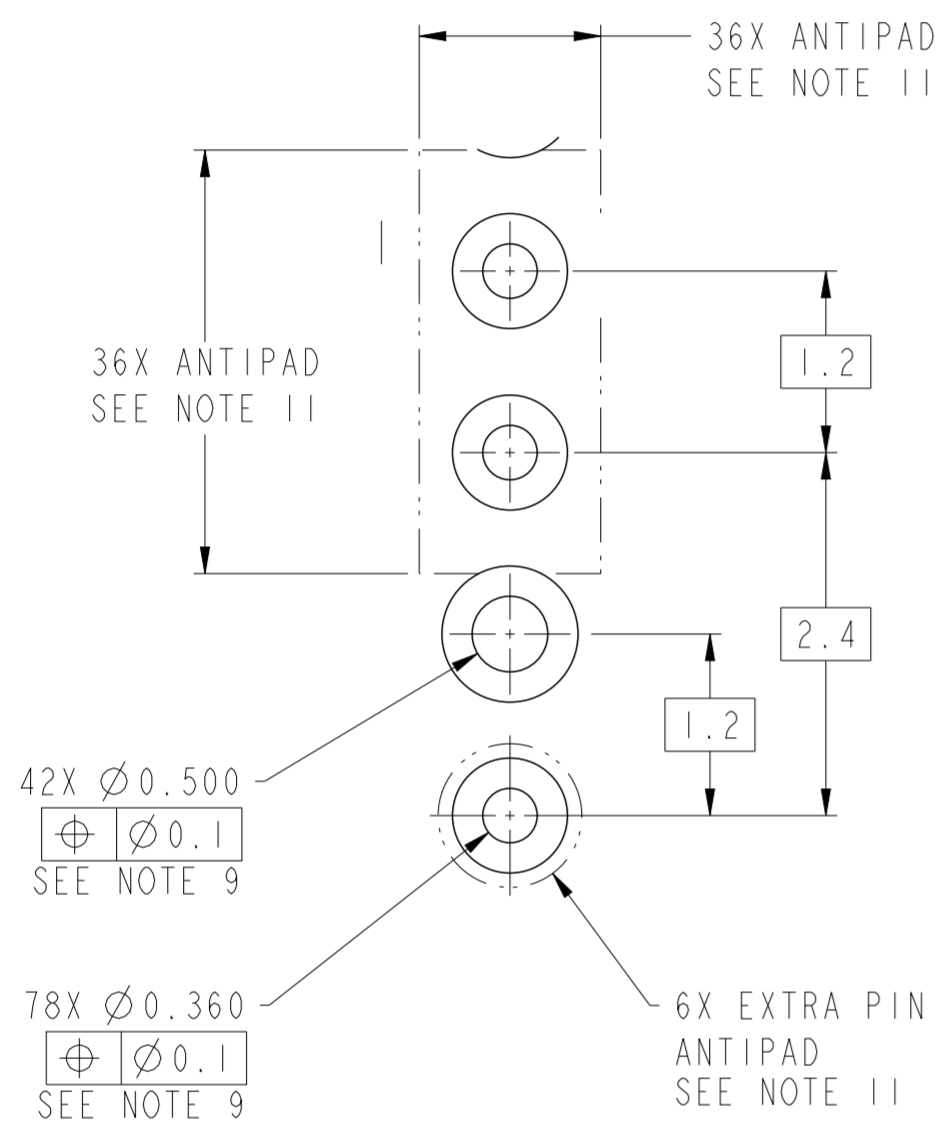 36X ANTIPAD
SEE NOTE 11
36X ANTIPAD
SEE NOTE 11
1.2
2.4
1.2
42X Ø0.500
⌖ Ø0.1
SEE NOTE 9
78X Ø0.360
⌖ Ø0.1
SEE NOTE 9
6X EXTRA PIN
ANTIPAD
SEE NOTE 11